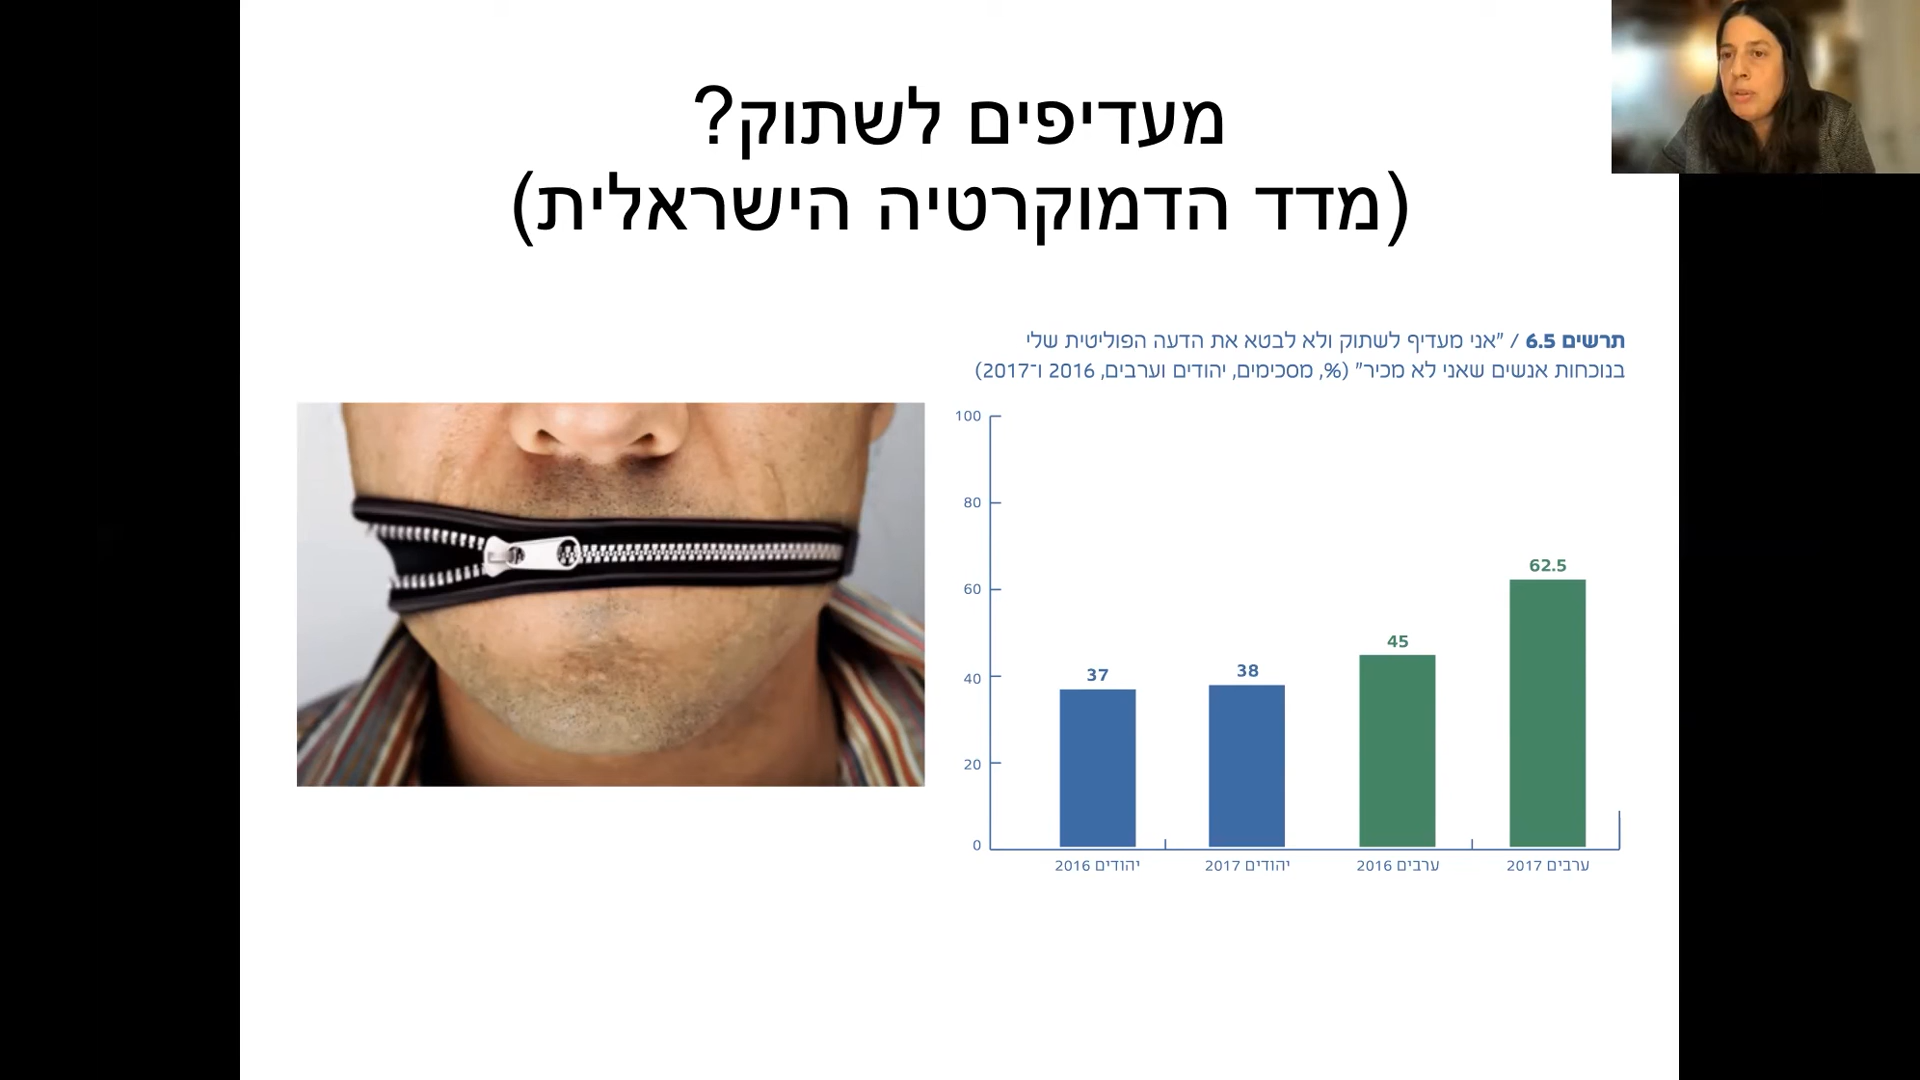 מעדיפים לשתוק?
(מדד הדמוקרטיה הישראלית)
תרשים 6.5 / "אני מעדיף לשתוק ולא לבטא את הדעה הפוליטית שלי
בנוכחות אנשים שאני לא מכיר" (%, מסכימים, יהודים וערבים, 2016 ו־2017)
100
80
60
40
20
0
37
38
45
62.5
יהודים 2016
יהודים 2017
ערבים 2016
ערבים 2017